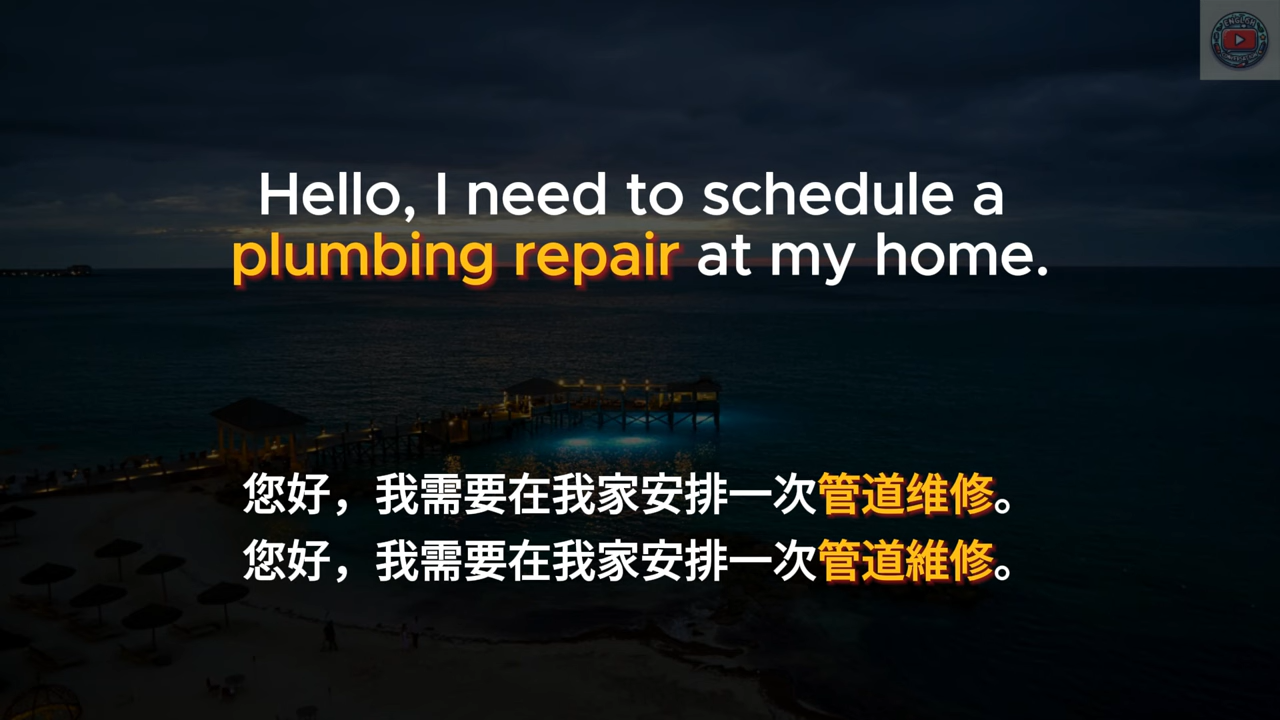 Hello, I need to schedule a
plumbing repair at my home.
您好，我需要在我家安排一次管道维修。
您好，我需要在我家安排一次管道維修。